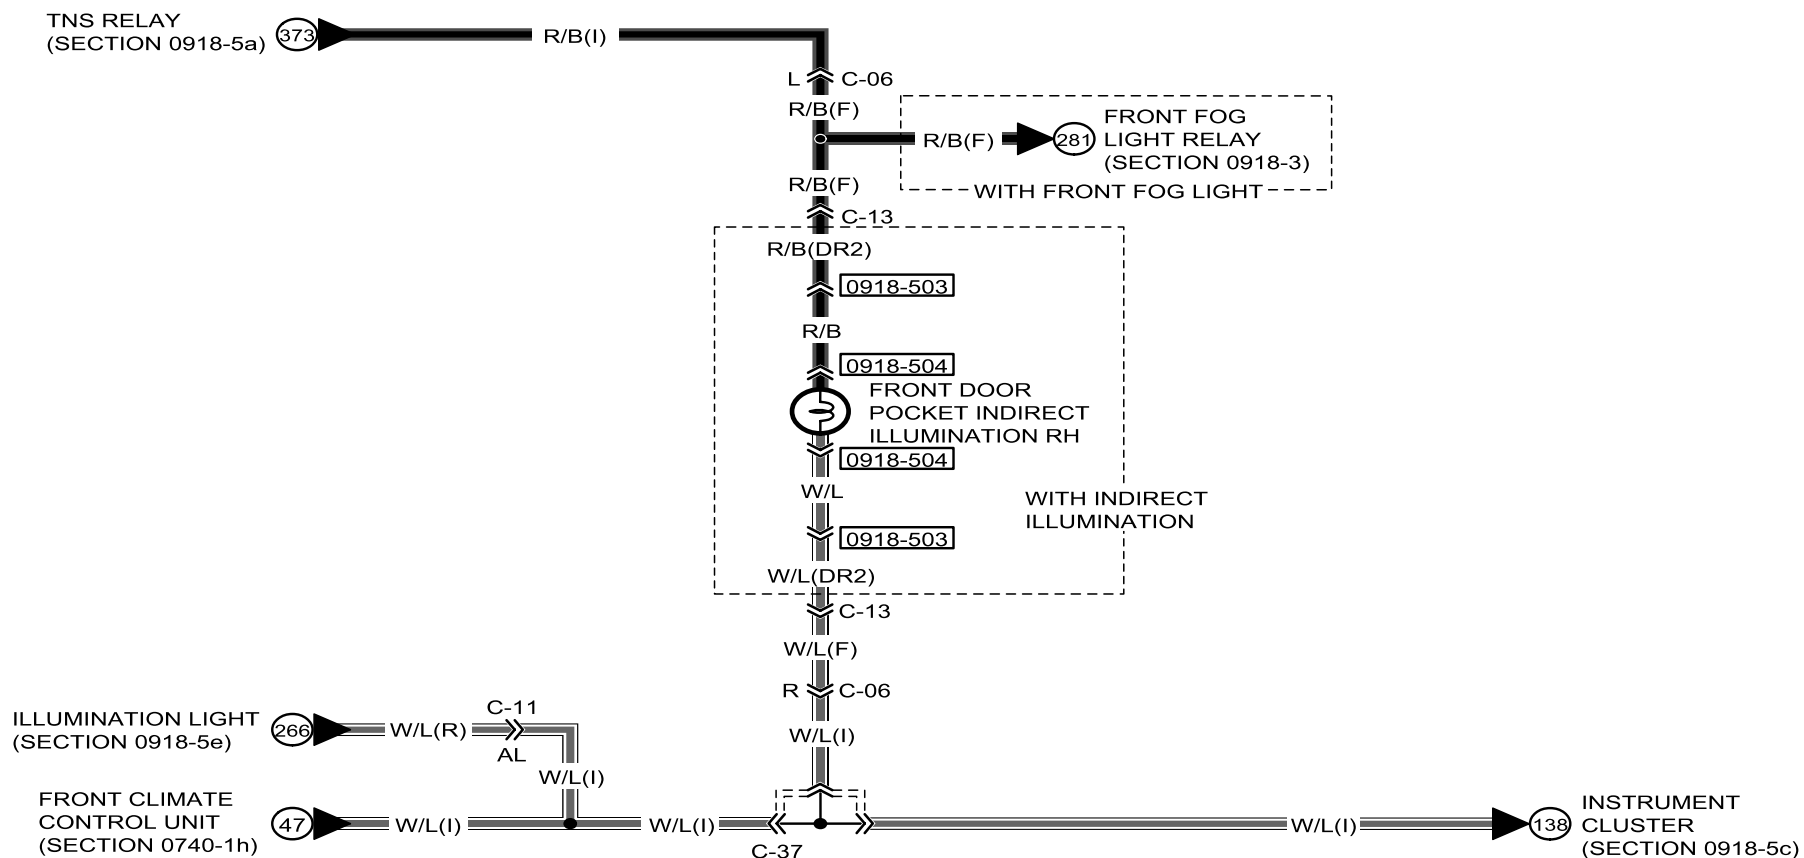 TNS RELAY
(SECTION 0918-5a)
373
R/B(I)
L
C-06
R/B(F)
R/B(F)
281
FRONT FOG
LIGHT RELAY
(SECTION 0918-3)
WITH FRONT FOG LIGHT
R/B(F)
C-13
R/B(DR2)
0918-503
R/B
0918-504
FRONT DOOR
POCKET INDIRECT
ILLUMINATION RH
0918-504
W/L
WITH INDIRECT
ILLUMINATION
0918-503
W/L(DR2)
C-13
W/L(F)
R
C-06
W/L(I)
ILLUMINATION LIGHT
(SECTION 0918-5e)
266
W/L(R)
C-11
AL
W/L(I)
FRONT CLIMATE
CONTROL UNIT
(SECTION 0740-1h)
47
W/L(I)
W/L(I)
C-37
W/L(I)
138
INSTRUMENT
CLUSTER
(SECTION 0918-5c)